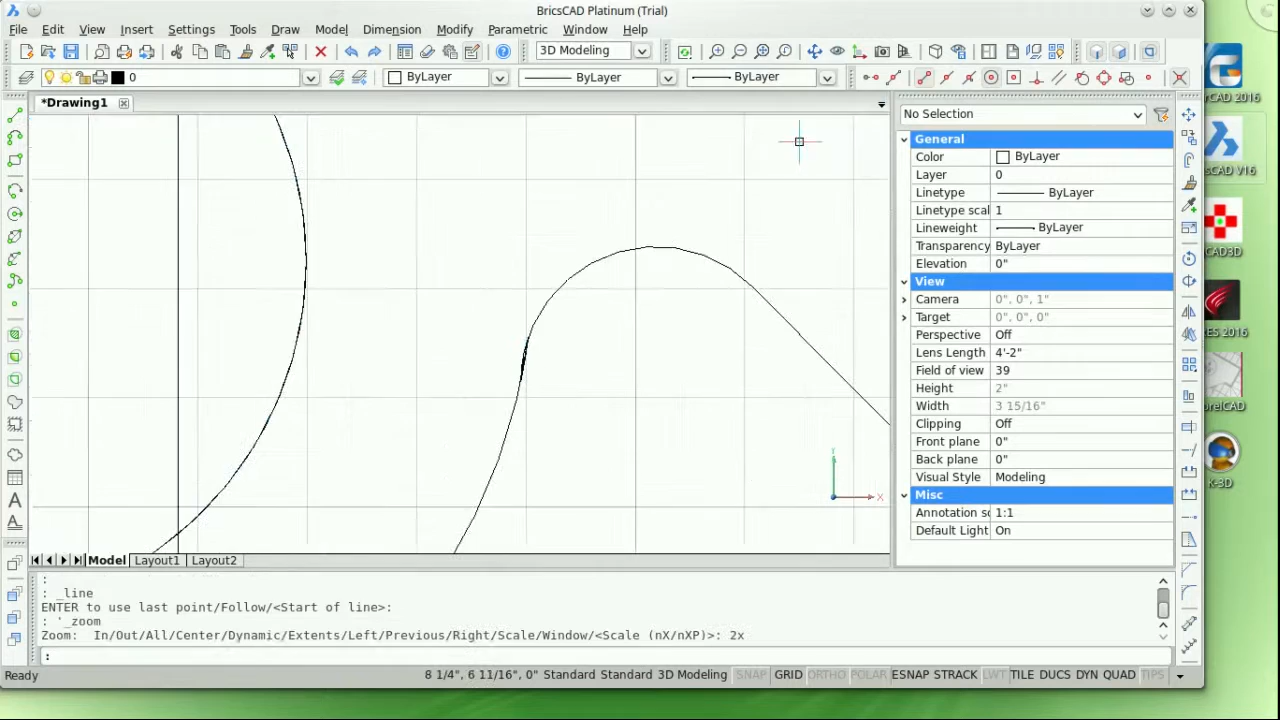 BricsCAD Platinum (Trial)
File Edit View Insert Settings Tools Draw Model Dimension Modify Parametric Window Help
3D Modeling
0 ByLayer ByLayer ByLayer
*Drawing1
No Selection
General
Color ByLayer
Layer 0
Linetype ByLayer
Linetype scal 1
Lineweight ByLayer
Transparency ByLayer
Elevation 0"
View
Camera 0", 0", 1"
Target 0", 0", 0"
Perspective Off
Lens Length 4'-2"
Field of view 39
Height 2"
Width 3 15/16"
Clipping Off
Front plane 0"
Back plane 0"
Visual Style Modeling
Misc
Annotation sc 1:1
Default Light On
X
Model Layout1 Layout2
:
: _line
ENTER to use last point/Follow/<Start of line>:
: '_zoom
Zoom:  In/Out/All/Center/Dynamic/Extents/Left/Previous/Right/Scale/Window/<Scale (nX/nXP)>: 2x
:
Ready 8 1/4", 6 11/16", 0" Standard Standard 3D Modeling SNAP GRID ORTHO POLAR ESNAP STRACK LWT TILE DUCS DYN QUAD TIPS
CAD 2016
CAD V16
CAD3D
RES 2016
orelCAD
K-3D